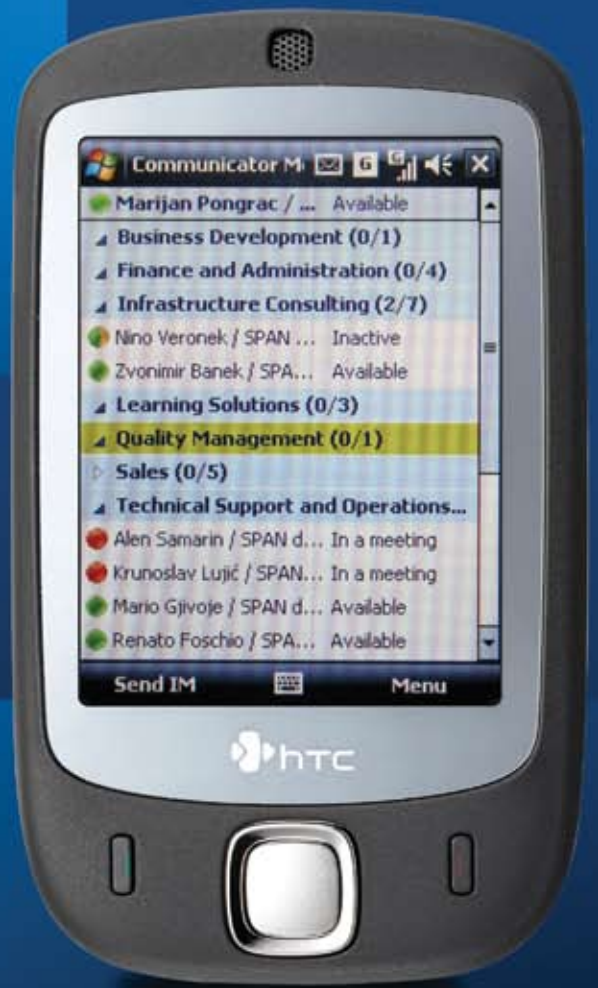 Communicator M
G
G
Marijan Pongrac / ... Available
Business Development (0/1)
Finance and Administration (0/4)
Infrastructure Consulting (2/7)
Nino Veronek / SPAN ... Inactive
Zvonimir Banek / SPA... Available
Learning Solutions (0/3)
Quality Management (0/1)
Sales (0/5)
Technical Support and Operations...
Alen Samarin / SPAN d... In a meeting
Krunoslav Lujić / SPAN... In a meeting
Mario Gjivoje / SPAN d... Available
Renato Foschio / SPA... Available
Send IM Menu
hTC